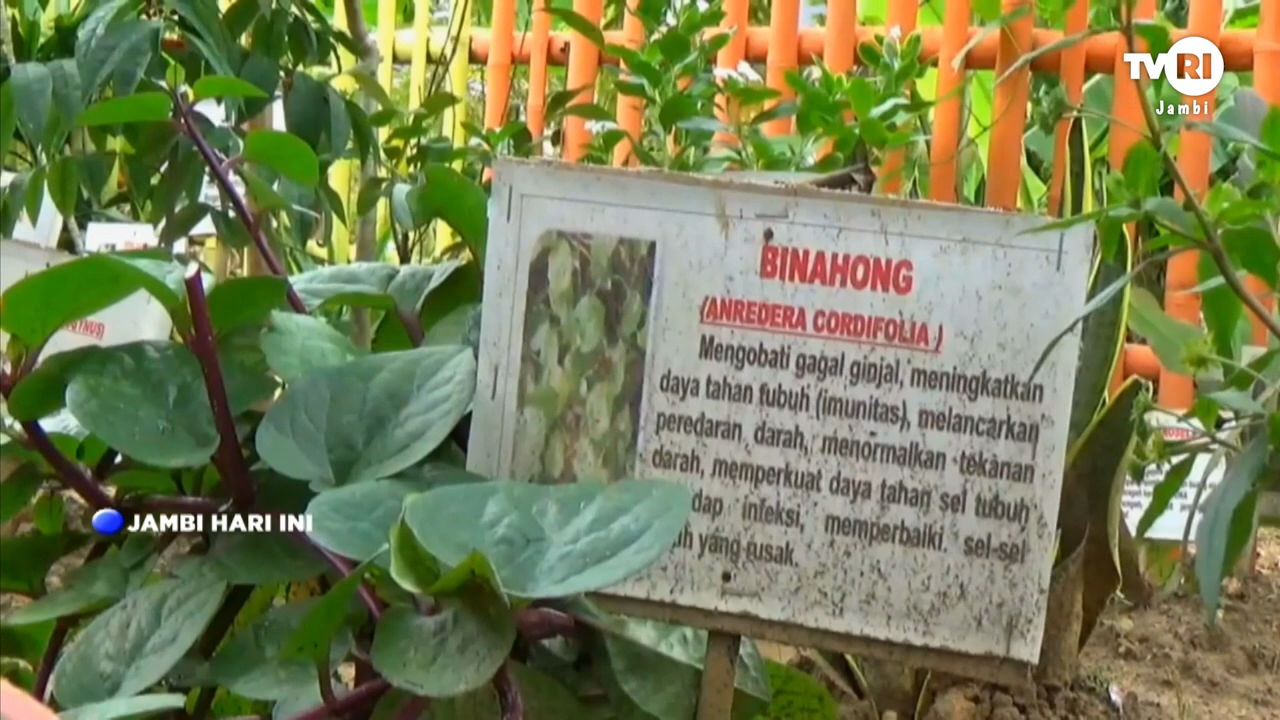 TVRI
Jambi
BINAHONG
(ANREDERA CORDIFOLIA)
Mengobati gagal ginjal, meningkatkan
daya tahan tubuh (imunitas), melancarkan
peredaran darah, menormalkan tekanan
darah, memperkuat daya tahan sel tubuh
dap infeksi, memperbaiki sel-sel
uh yang rusak.
JAMBI HARI INI